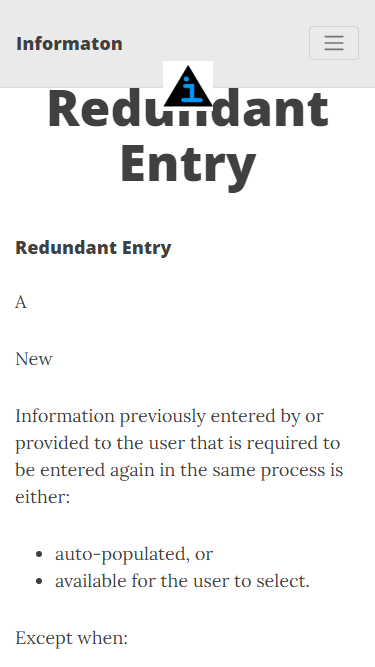 Informaton
Redundant
Entry
Redundant Entry
A
New
Information previously entered by or
provided to the user that is required to
be entered again in the same process is
either:
auto-populated, or
available for the user to select.
Except when: